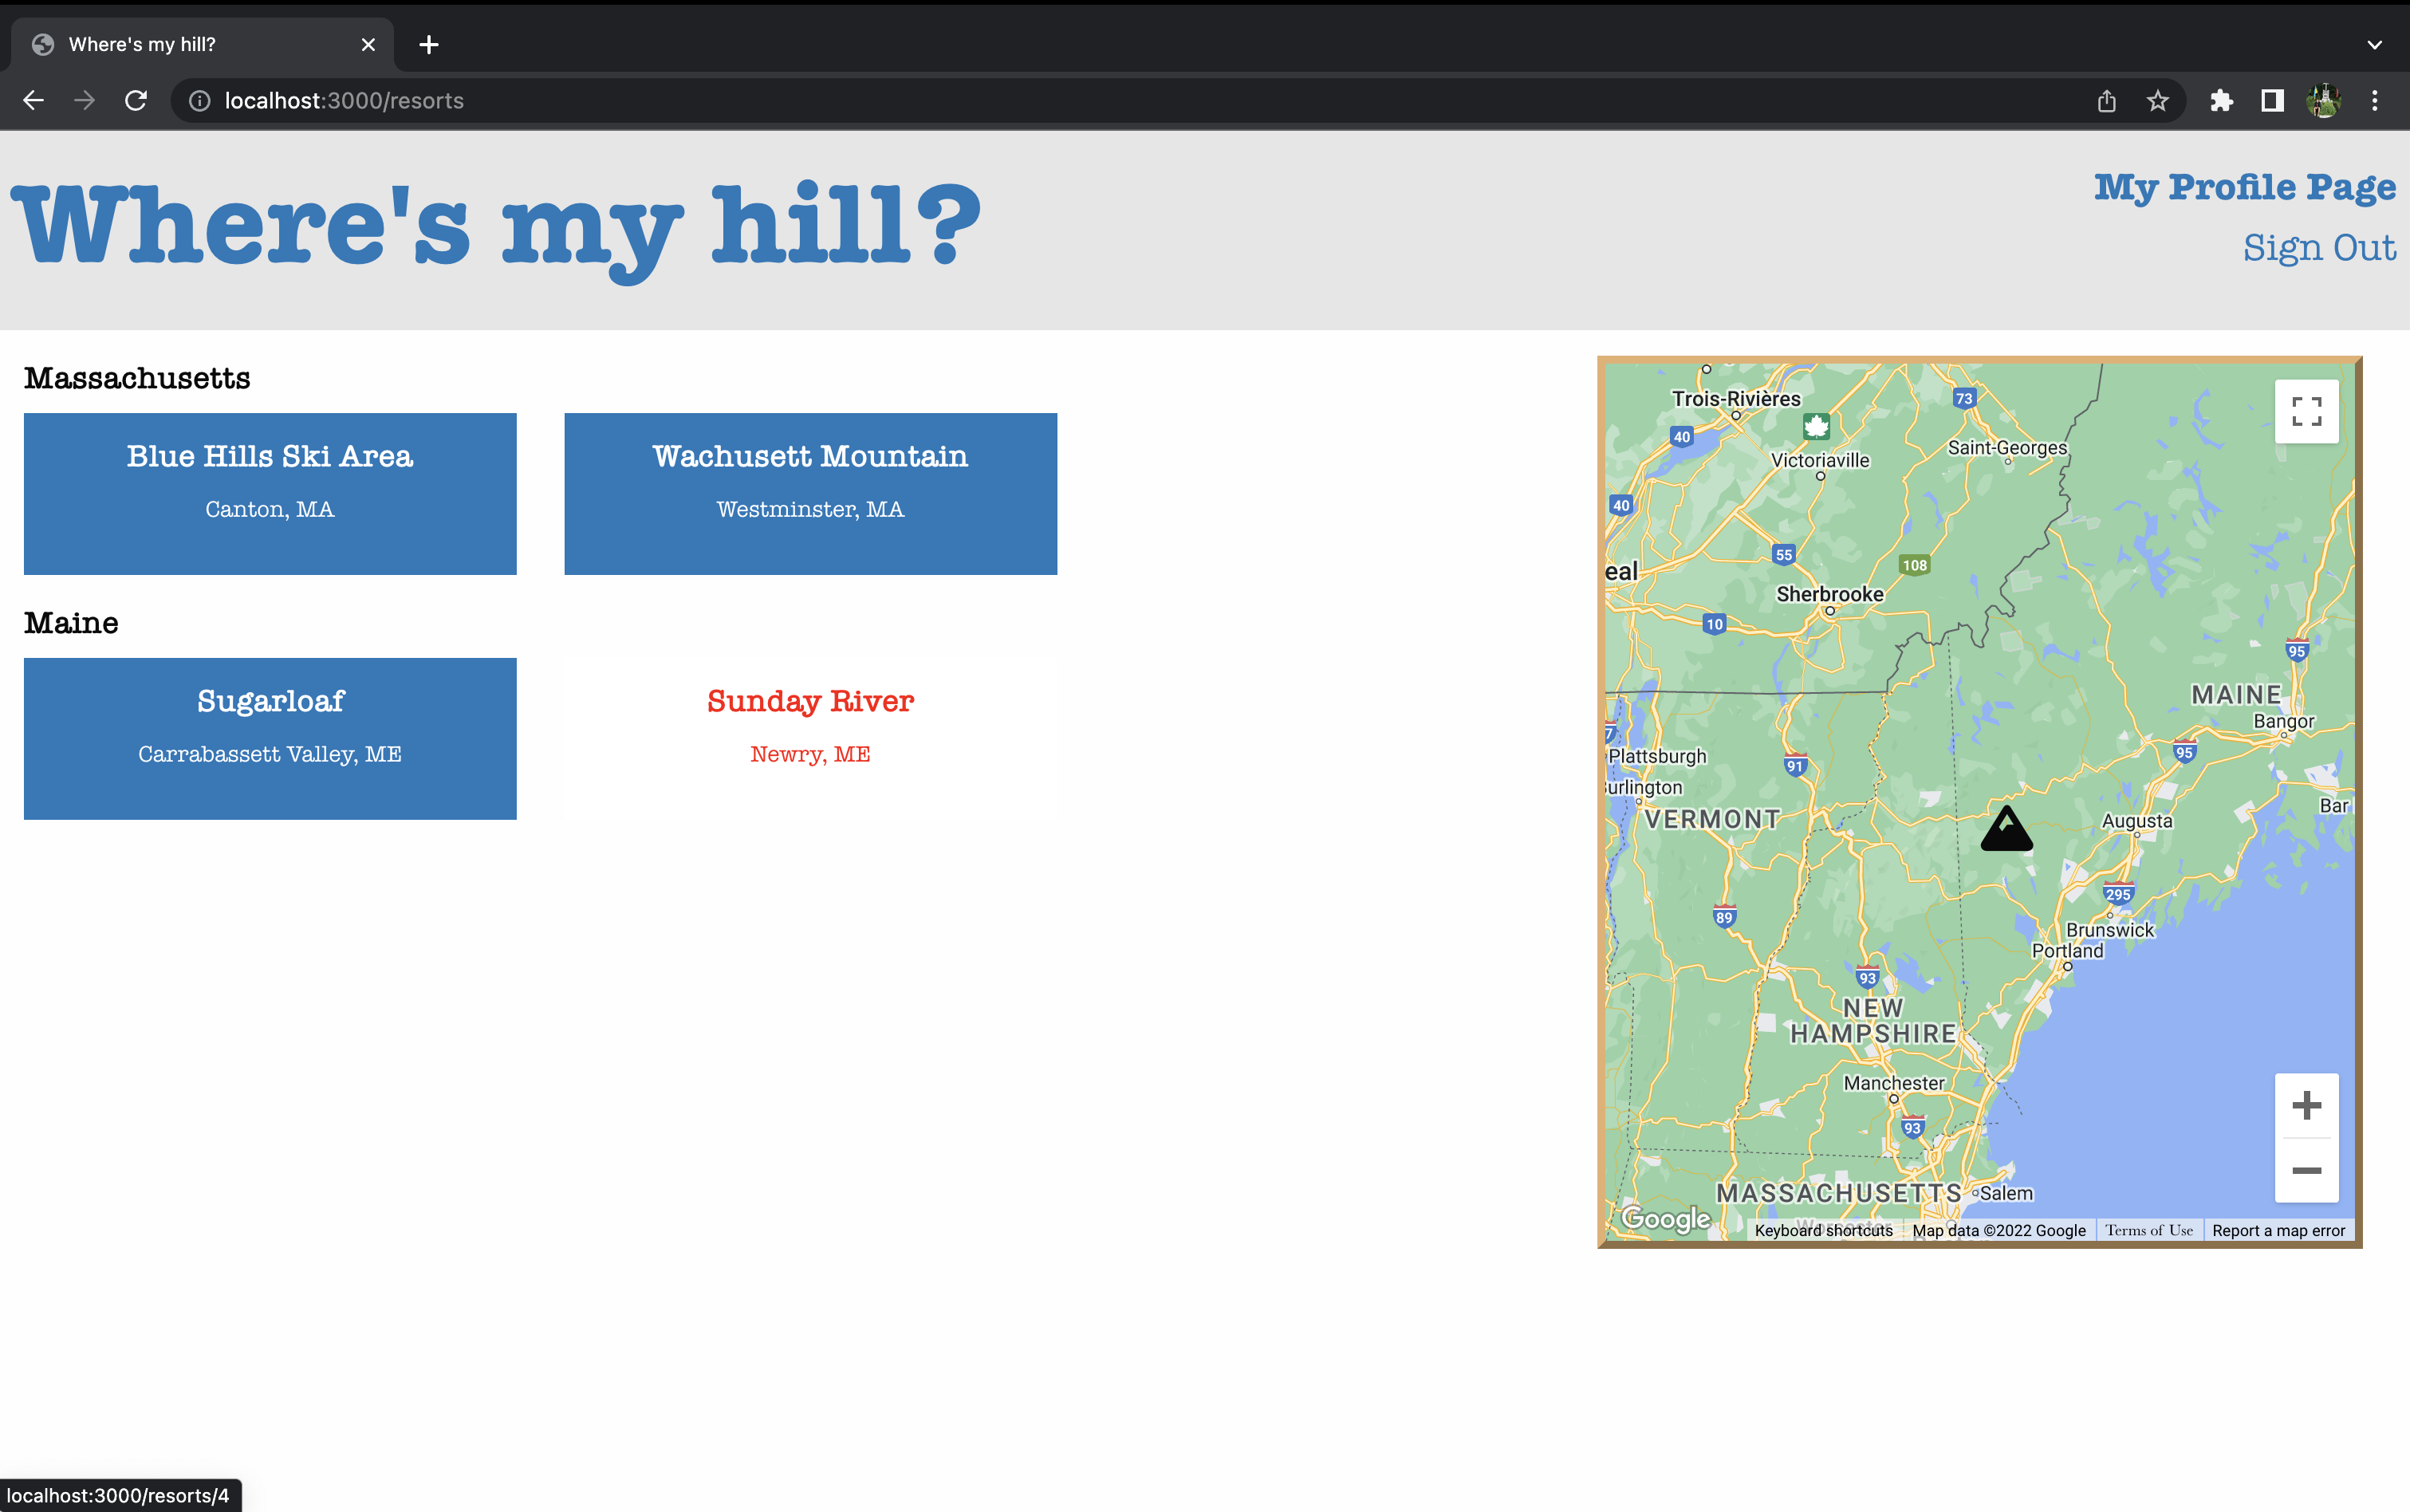 Where's my hill?
localhost:3000/resorts
Where's my hill?
My Profile Page
Sign Out
Massachusetts
Blue Hills Ski Area
Canton, MA
Wachusett Mountain
Westminster, MA
Maine
Sugarloaf
Carrabassett Valley, ME
Sunday River
Newry, ME
Trois-Rivières
73
40
Victoriaville
Saint-Georges
40
55
108
eal
Sherbrooke
10
95
MAINE
Bangor
95
Plattsburgh
91
urlington
Bar
VERMONT
Augusta
295
89
Brunswick
Portland
93
NEW
HAMPSHIRE
Manchester
93
MASSACHUSETTS
Salem
Google
Keyboard shortcuts
Map data ©2022 Google
Terms of Use
Report a map error
localhost:3000/resorts/4